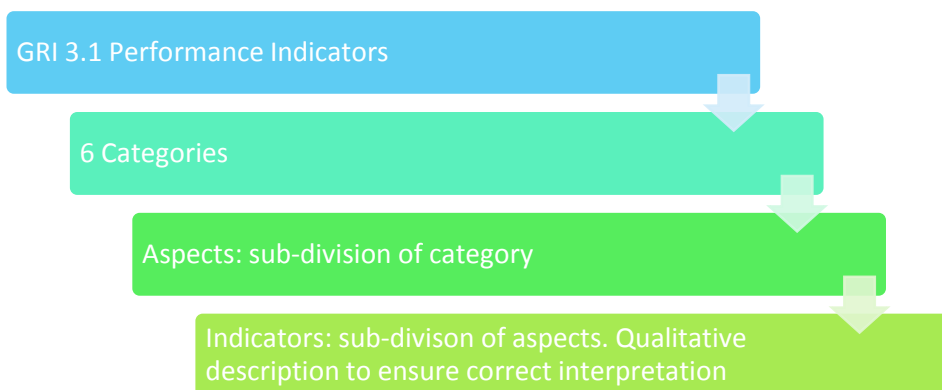 GRI 3.1 Performance Indicators
6 Categories
Aspects: sub-division of category
Indicators: sub-divison of aspects. Qualitative
description to ensure correct interpretation